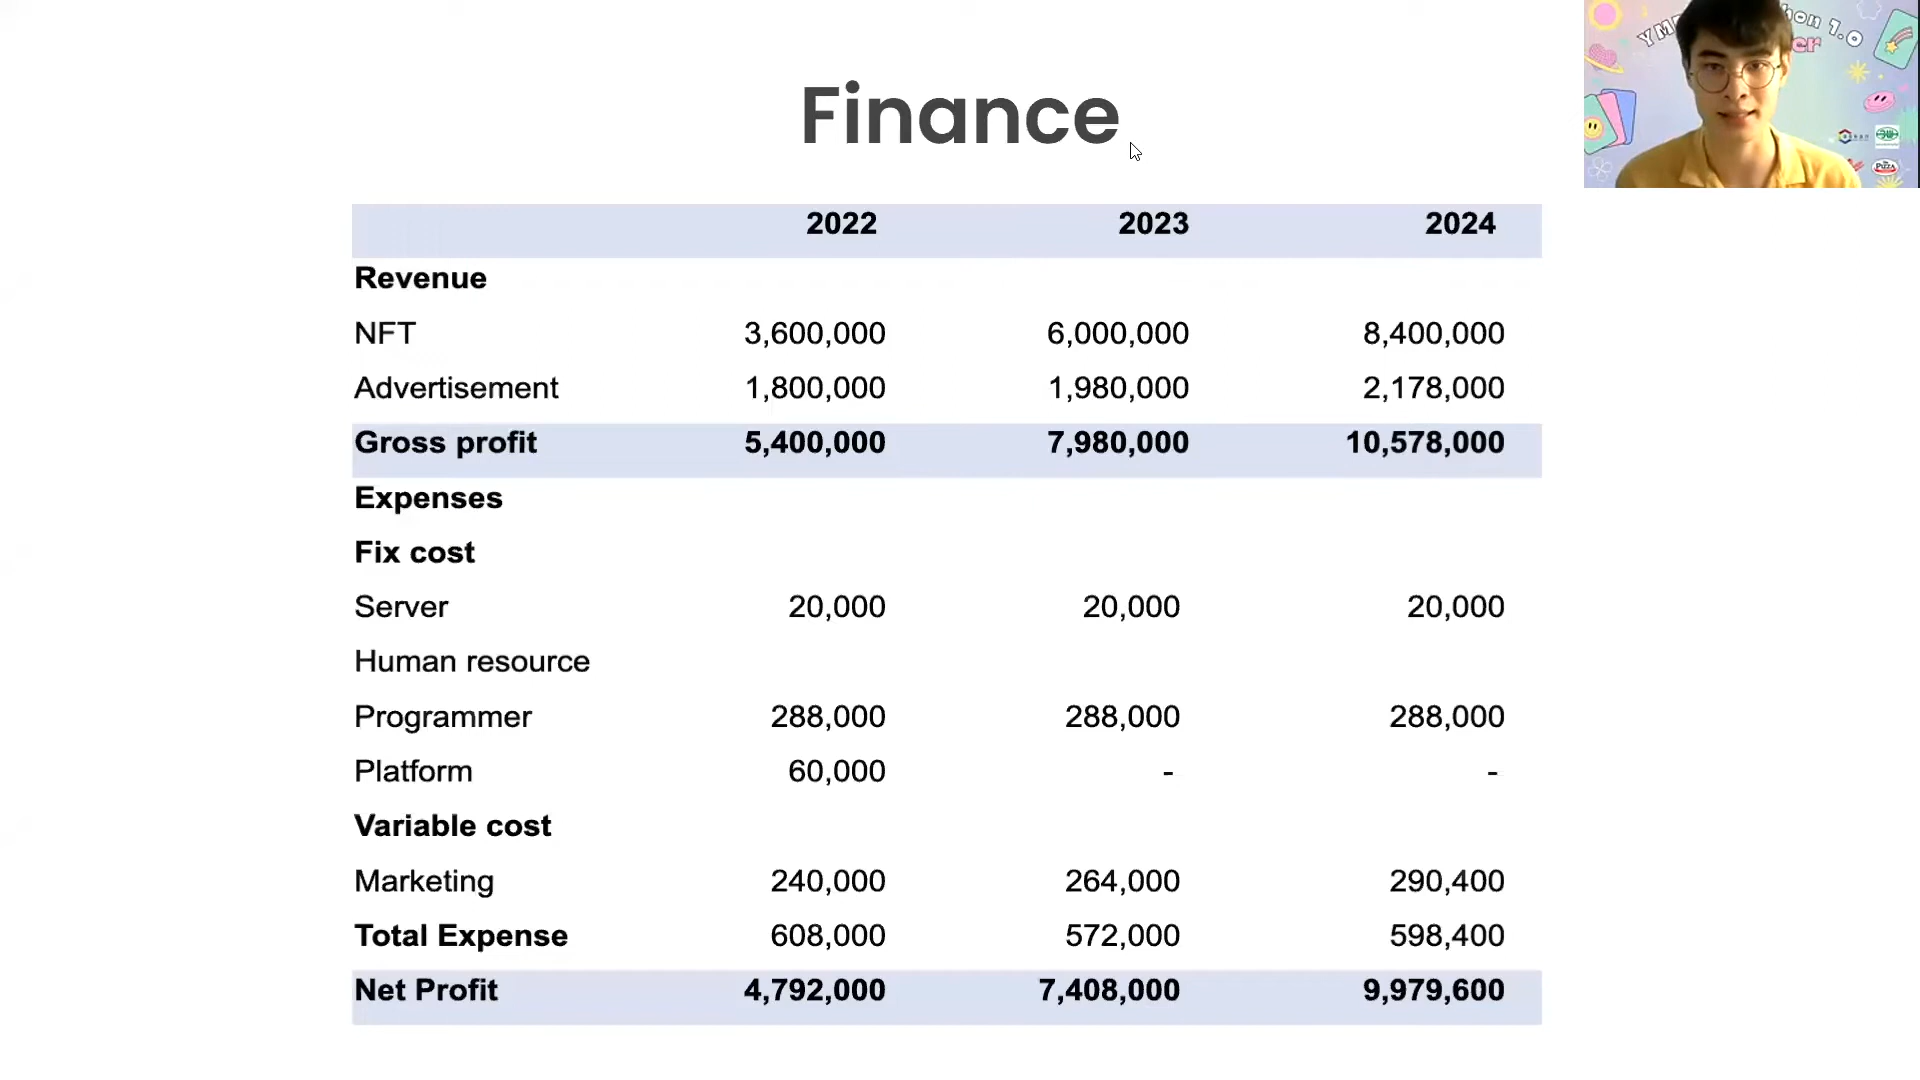 Finance
2022 2023 2024
Revenue
NFT 3,600,000 6,000,000 8,400,000
Advertisement 1,800,000 1,980,000 2,178,000
Gross profit 5,400,000 7,980,000 10,578,000
Expenses
Fix cost
Server 20,000 20,000 20,000
Human resource
Programmer 288,000 288,000 288,000
Platform 60,000 - -
Variable cost
Marketing 240,000 264,000 290,400
Total Expense 608,000 572,000 598,400
Net Profit 4,792,000 7,408,000 9,979,600
1.0
Pizza